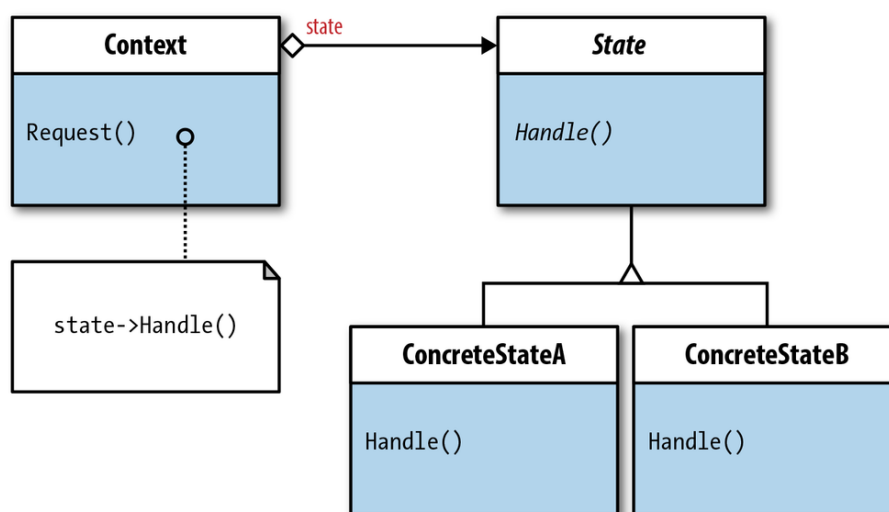 Context
state
State
Request()
Handle()
state->Handle()
ConcreteStateA
ConcreteStateB
Handle()
Handle()